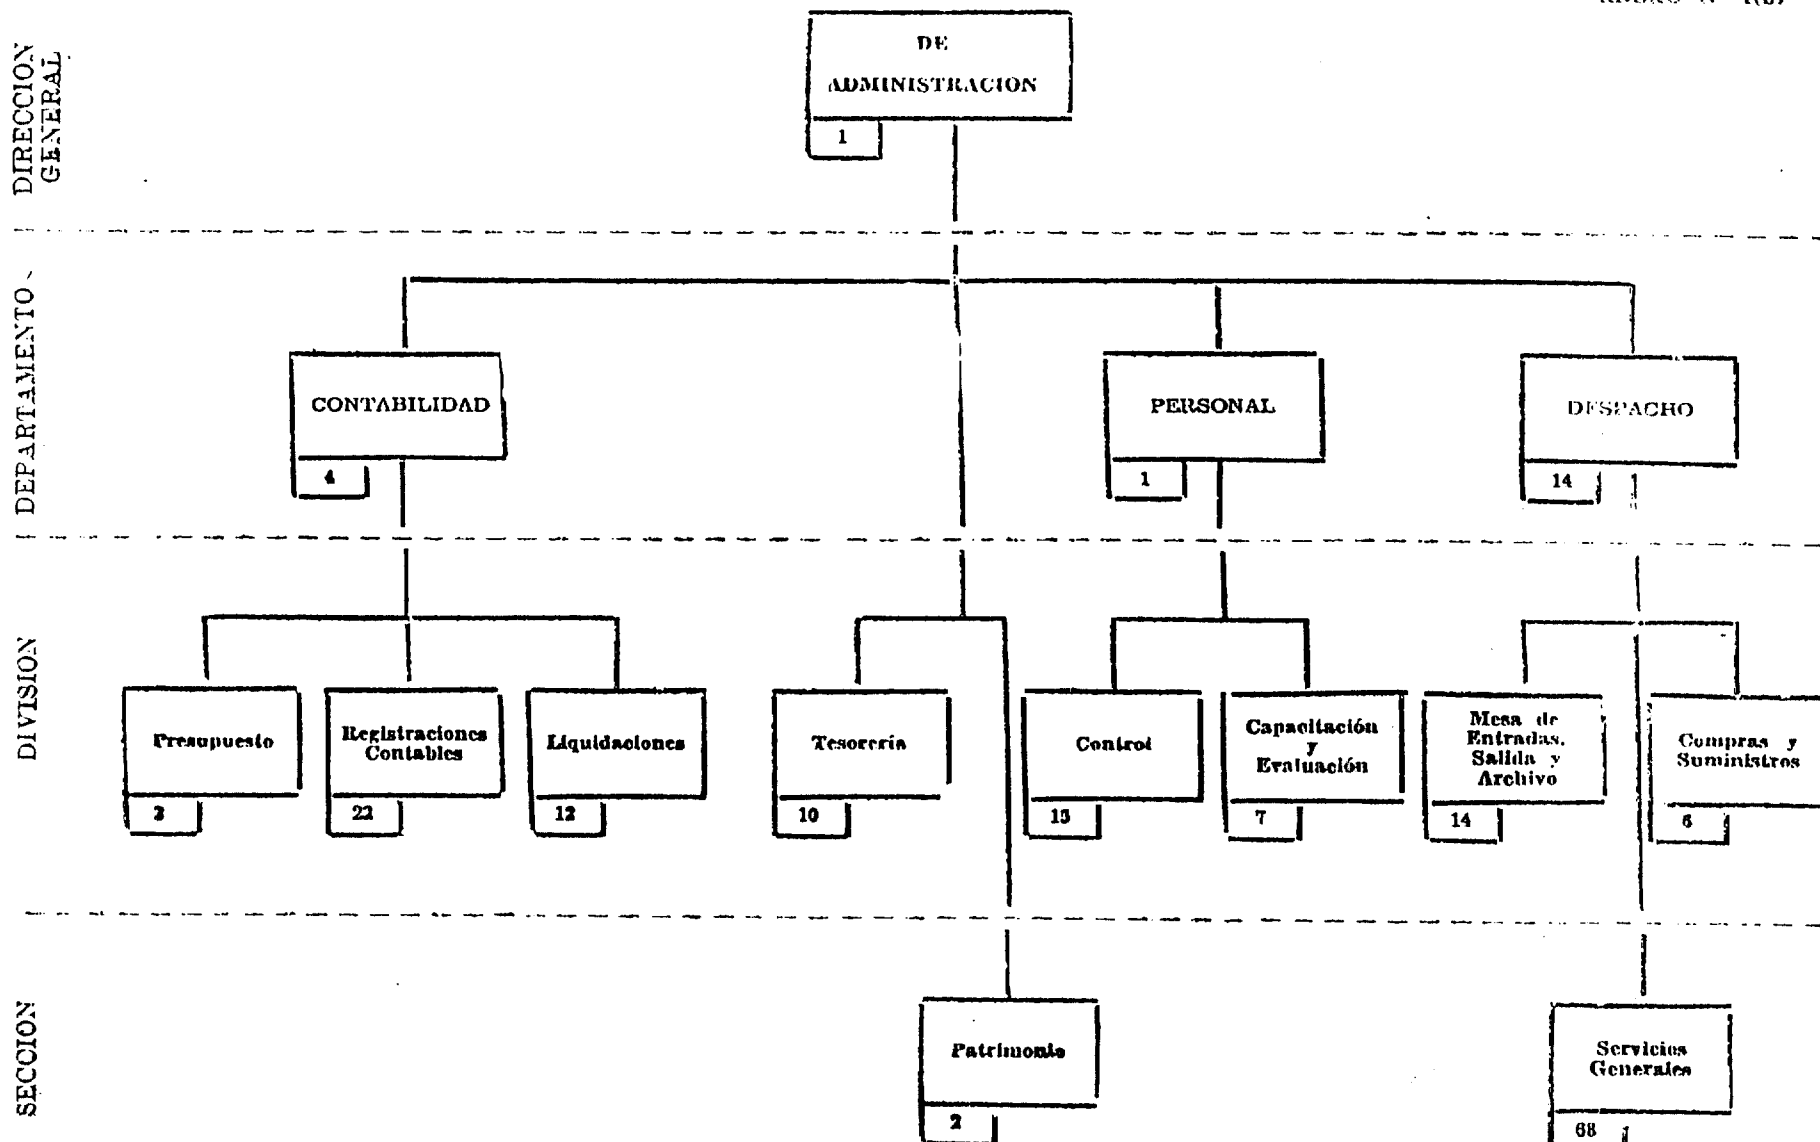 DIRECCION
GENERAL
DE
ADMINISTRACION
1
DEPARTAMENTO
CONTABILIDAD
4
PERSONAL
1
DESPACHO
14
DIVISION
Presupuesto
2
Registraciones
Contables
22
Liquidaciones
12
Tesorería
10
Control
15
Capacitación
y
Evaluación
7
Mesa de
Entradas,
Salida y
Archivo
14
Compras y
Suministros
6
SECCION
Patrimonio
2
Servicios
Generales
68